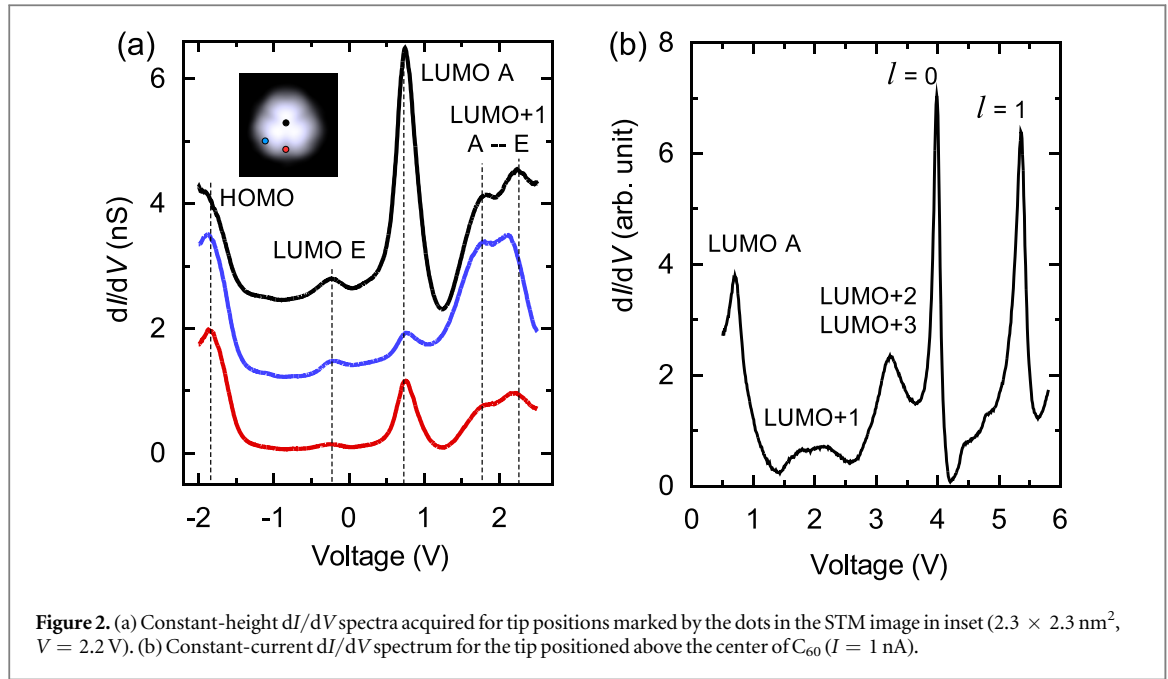 (a)
6
4
2
0
dI/dV (nS)
HOMO
LUMO E
LUMO A
LUMO+1
A -- E
-2 -1 0 1 2
Voltage (V)
(b)
8
6
4
2
0
dI/dV (arb. unit)
LUMO A
LUMO+1
LUMO+2
LUMO+3
l = 0
l = 1
0 1 2 3 4 5 6
Voltage (V)
Figure 2. (a) Constant-height dI/dV spectra acquired for tip positions marked by the dots in the STM image in inset (2.3 × 2.3 nm²,
V = 2.2 V). (b) Constant-current dI/dV spectrum for the tip positioned above the center of C₆₀ (I = 1 nA).